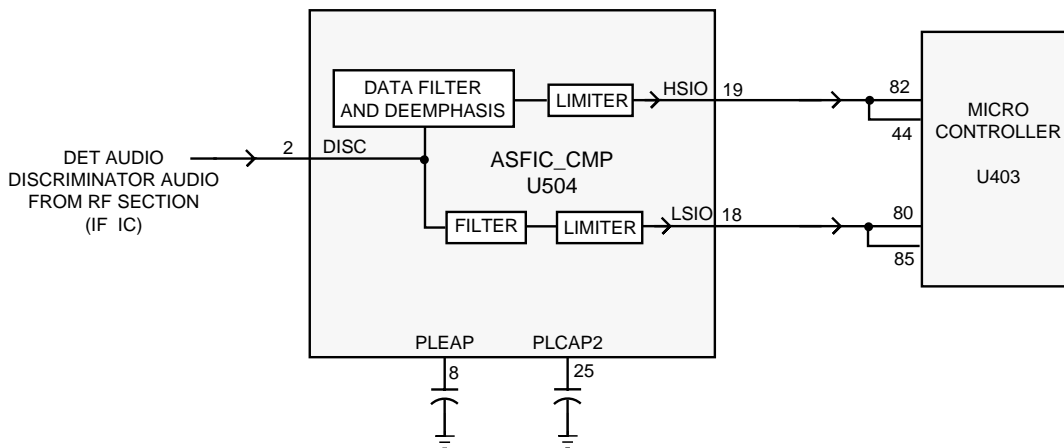 DATA FILTER
AND DEEMPHASIS
LIMITER
HSIO
19
82
44
MICRO
CONTROLLER
U403
DET AUDIO
DISCRIMINATOR AUDIO
FROM RF SECTION
(IF IC)
2
DISC
ASFIC_CMP
U504
FILTER
LIMITER
LSIO
18
80
85
PLEAP
8
PLCAP2
25